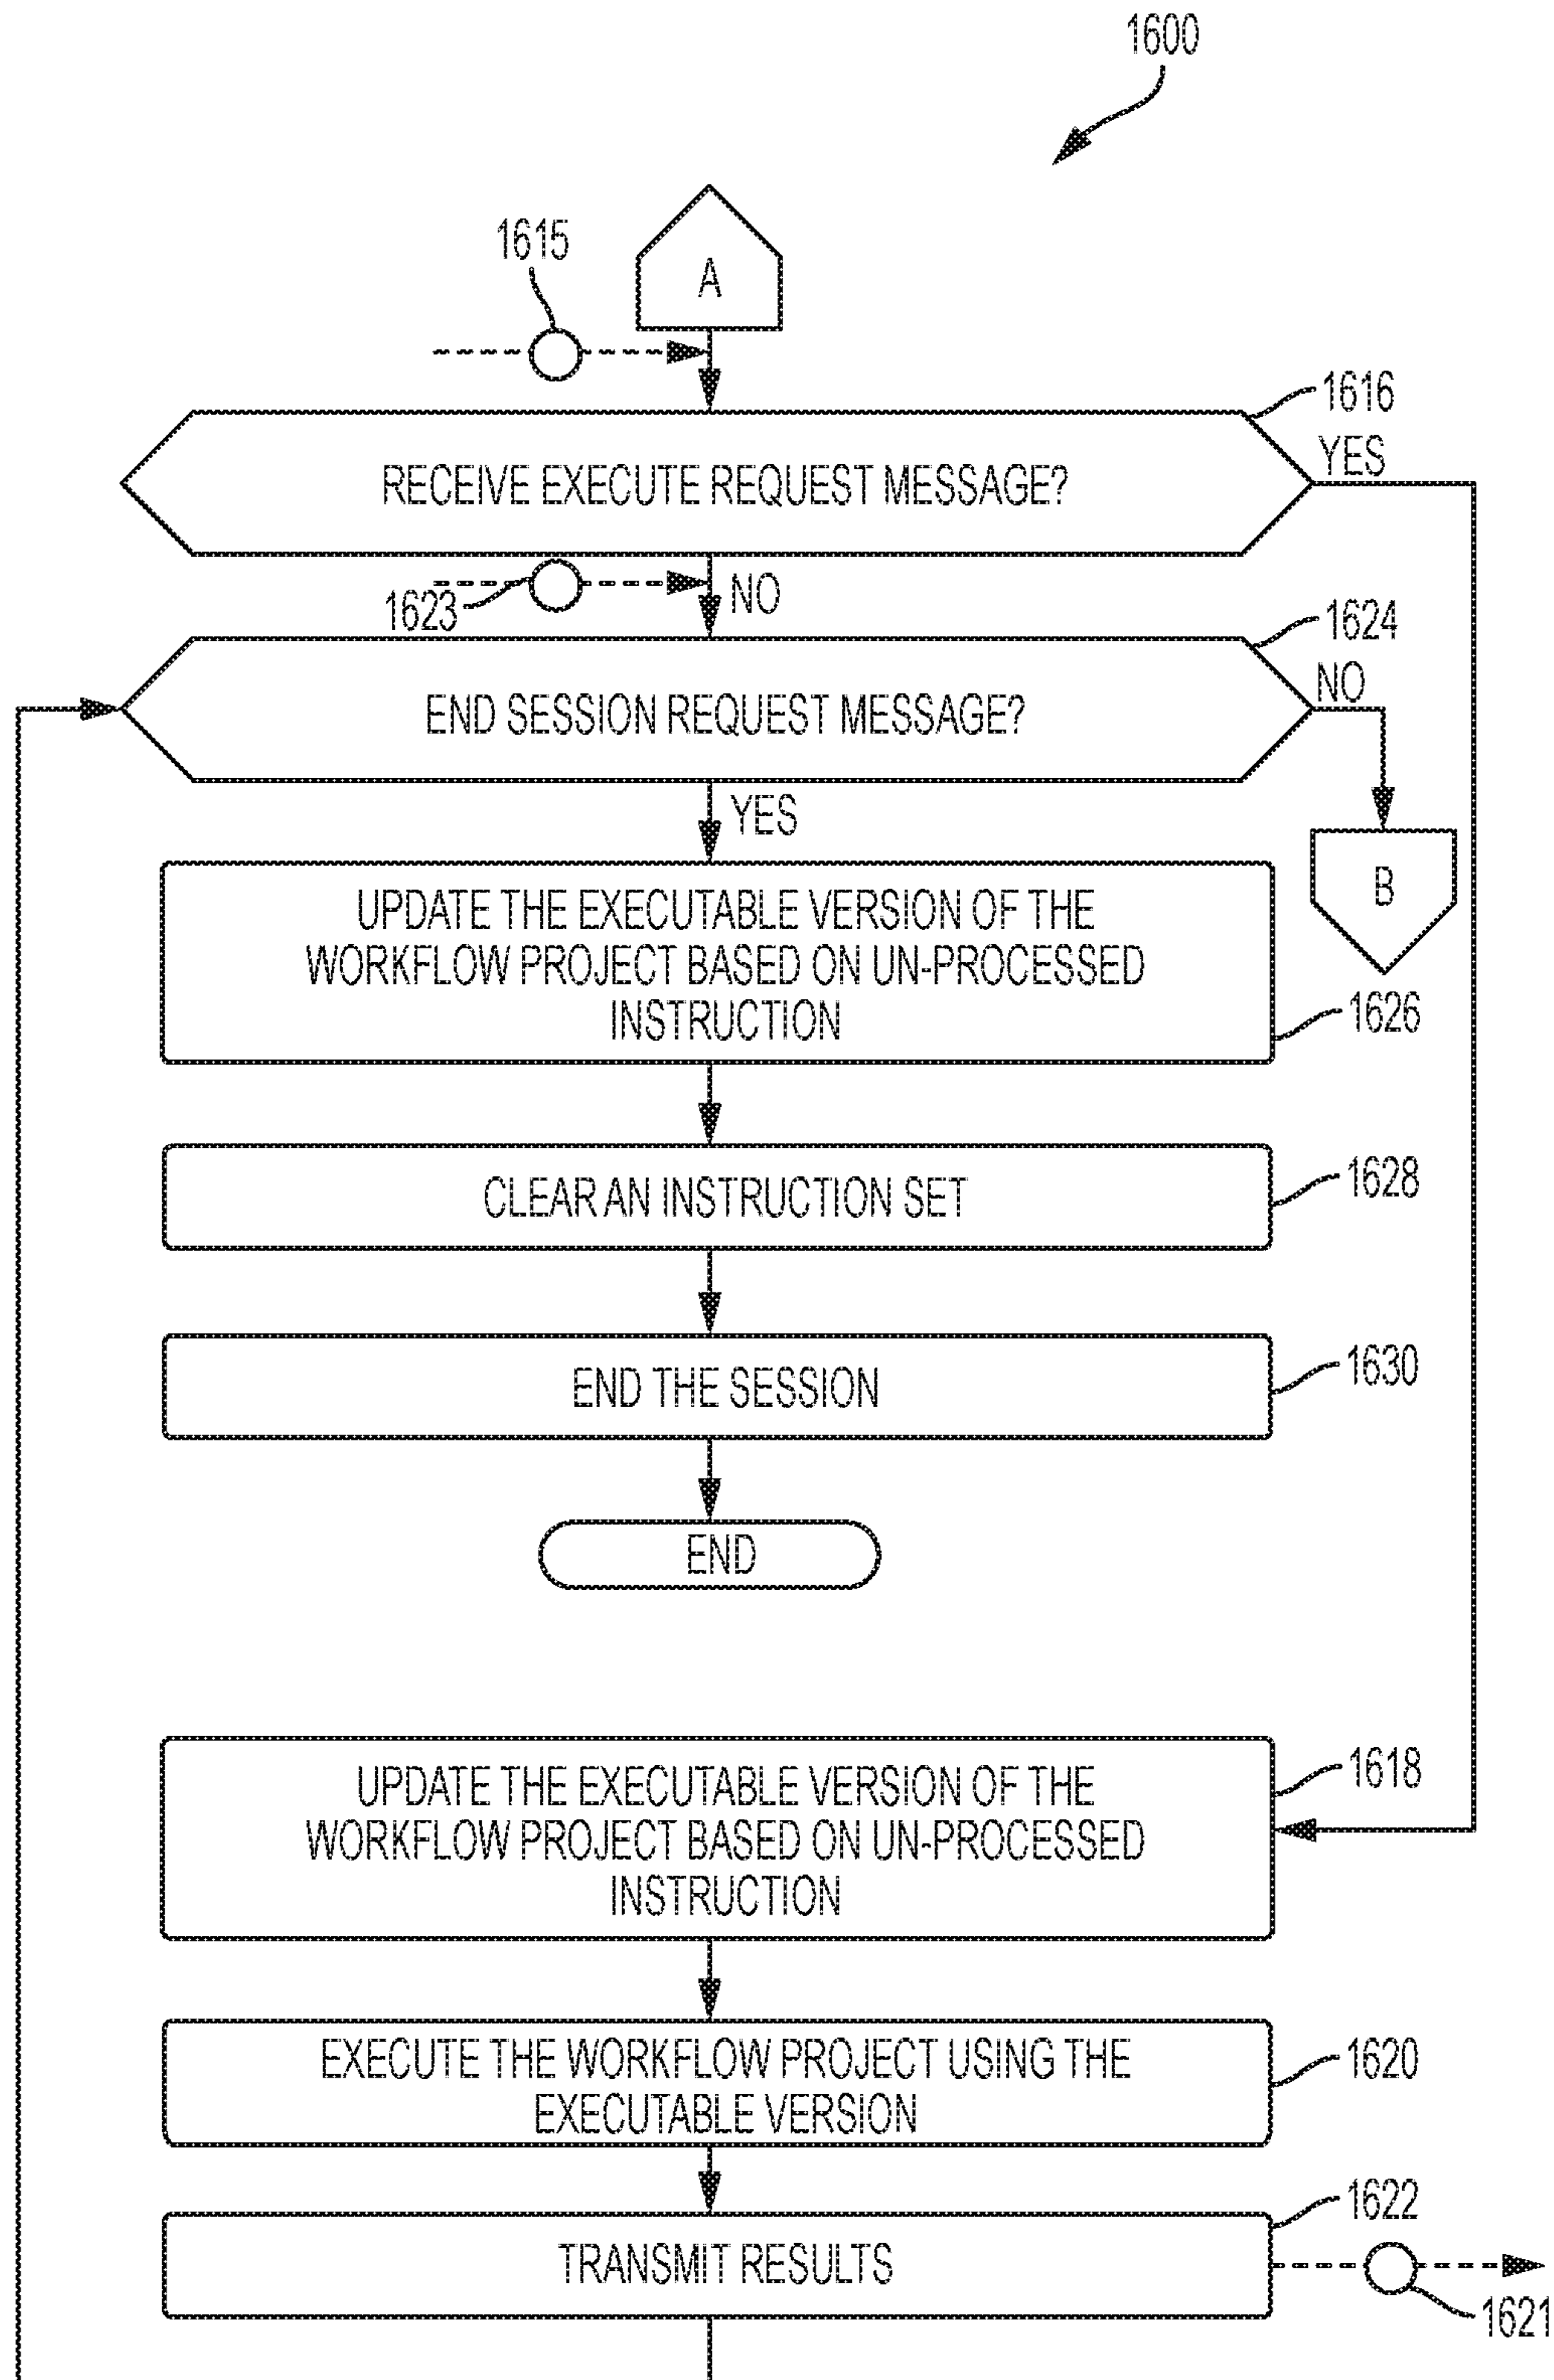 1600
1615
A
1616
YES
RECEIVE EXECUTE REQUEST MESSAGE?
NO
1623
1624
NO
END SESSION REQUEST MESSAGE?
YES
B
UPDATE THE EXECUTABLE VERSION OF THE
WORKFLOW PROJECT BASED ON UN-PROCESSED
INSTRUCTION
1626
CLEAR AN INSTRUCTION SET
1628
END THE SESSION
1630
END
1618
UPDATE THE EXECUTABLE VERSION OF THE
WORKFLOW PROJECT BASED ON UN-PROCESSED
INSTRUCTION
EXECUTE THE WORKFLOW PROJECT USING THE
EXECUTABLE VERSION
1620
1622
TRANSMIT RESULTS
1621